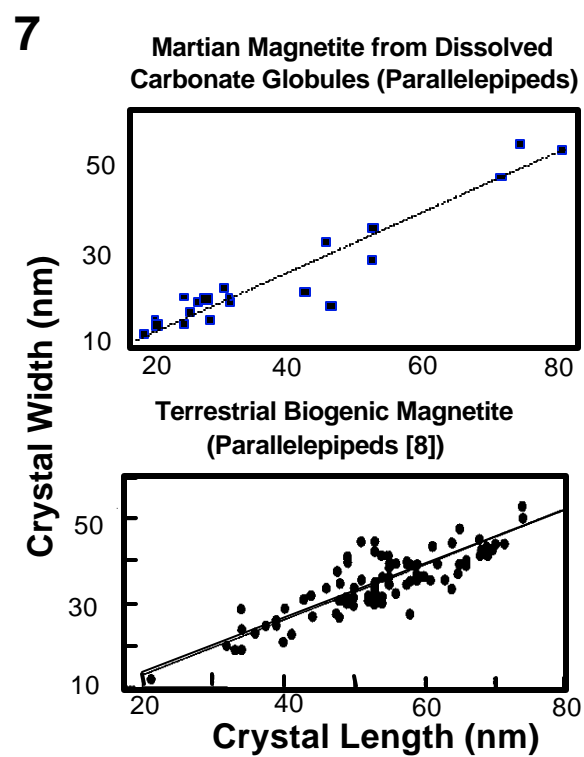 7
Martian Magnetite from Dissolved
Carbonate Globules (Parallelepipeds)
50
30
10
20 40 60 80
Crystal Width (nm)
Terrestrial Biogenic Magnetite
(Parallelepipeds [8])
50
30
10
20 40 60 80
Crystal Length (nm)